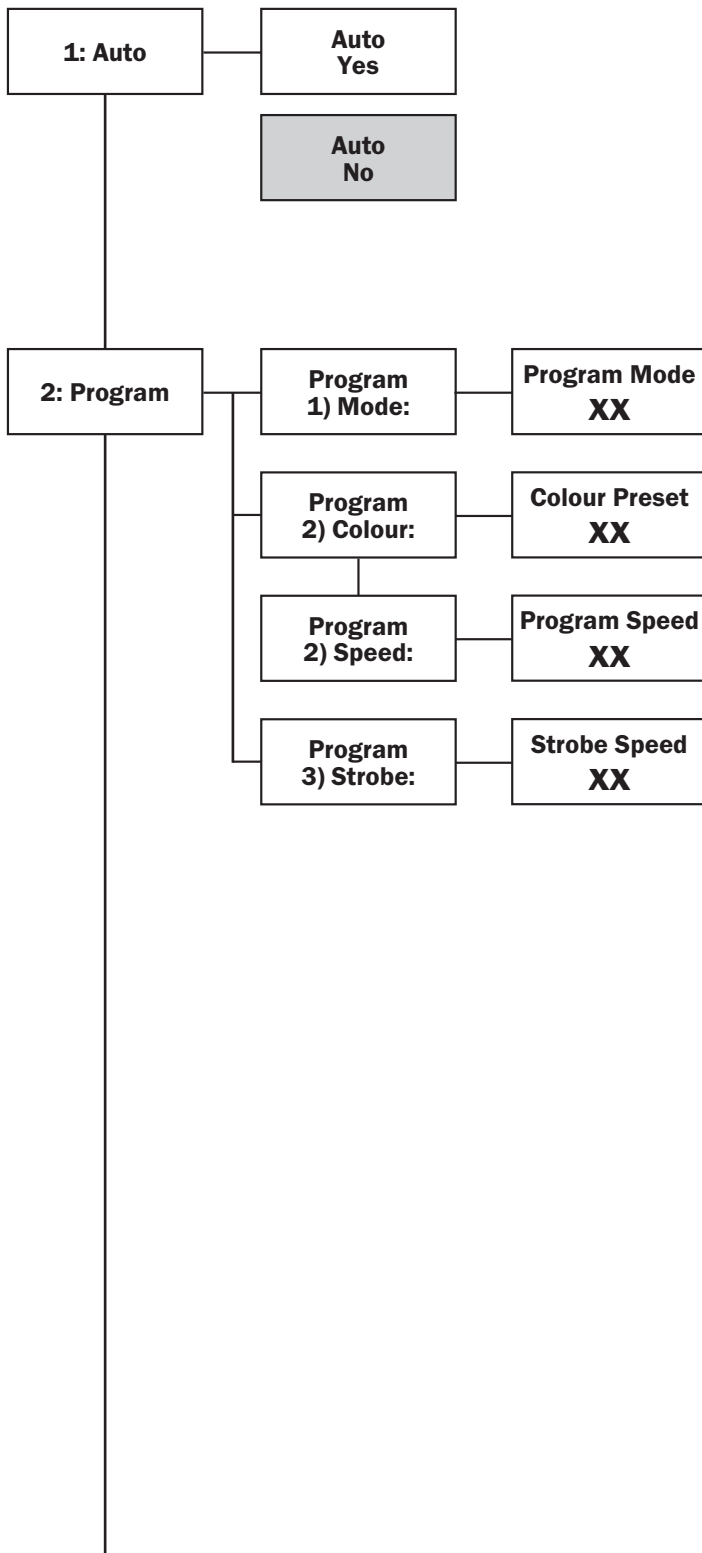 1: Auto
Auto
Yes
Auto
No
2: Program
Program
1) Mode:
Program Mode
XX
Program
2) Colour:
Colour Preset
XX
Program
2) Speed:
Program Speed
XX
Program
3) Strobe:
Strobe Speed
XX